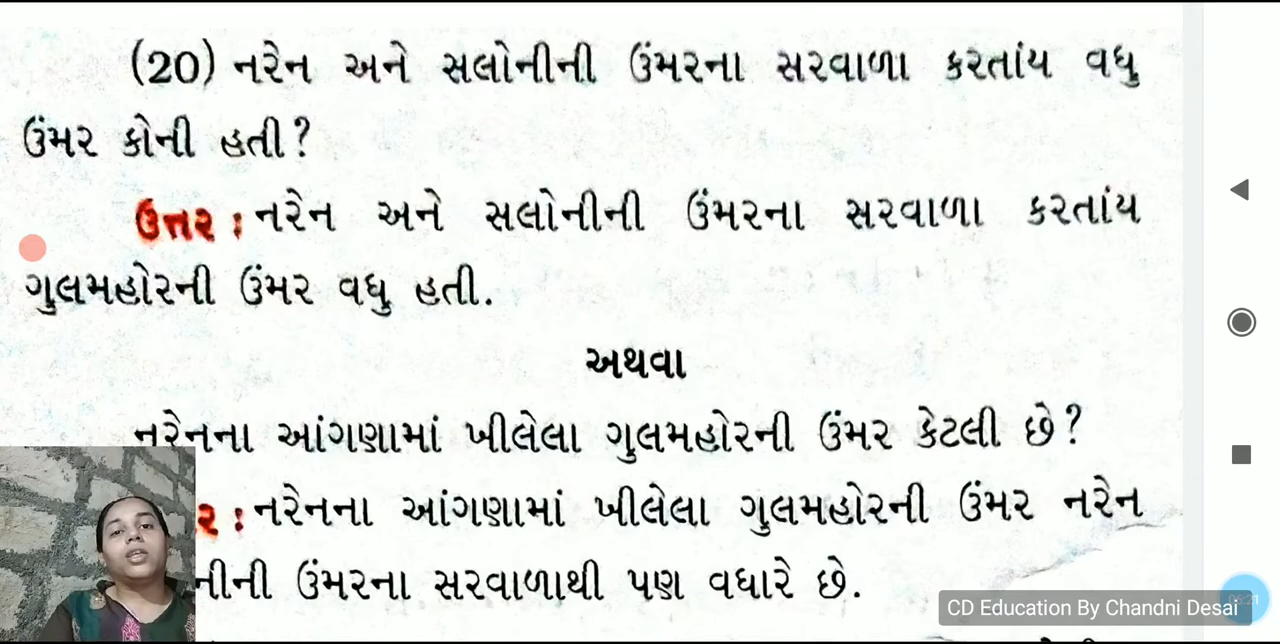 (20) નરેન અને સલોનીની ઉંમરના સરવાળા કરતાંય વધુ
ઉંમર કોની હતી?
ઉત્તર : નરેન અને સલોનીની ઉંમરના સરવાળા કરતાંય
ગુલમહોરની ઉંમર વધુ હતી.
અથવા
નરેનના આંગણામાં ખીલેલા ગુલમહોરની ઉંમર કેટલી છે?
ર : નરેનના આંગણામાં ખીલેલા ગુલમહોરની ઉંમર નરેન
નીની ઉંમરના સરવાળાથી પણ વધારે છે.
CD Education By Chandni Desai